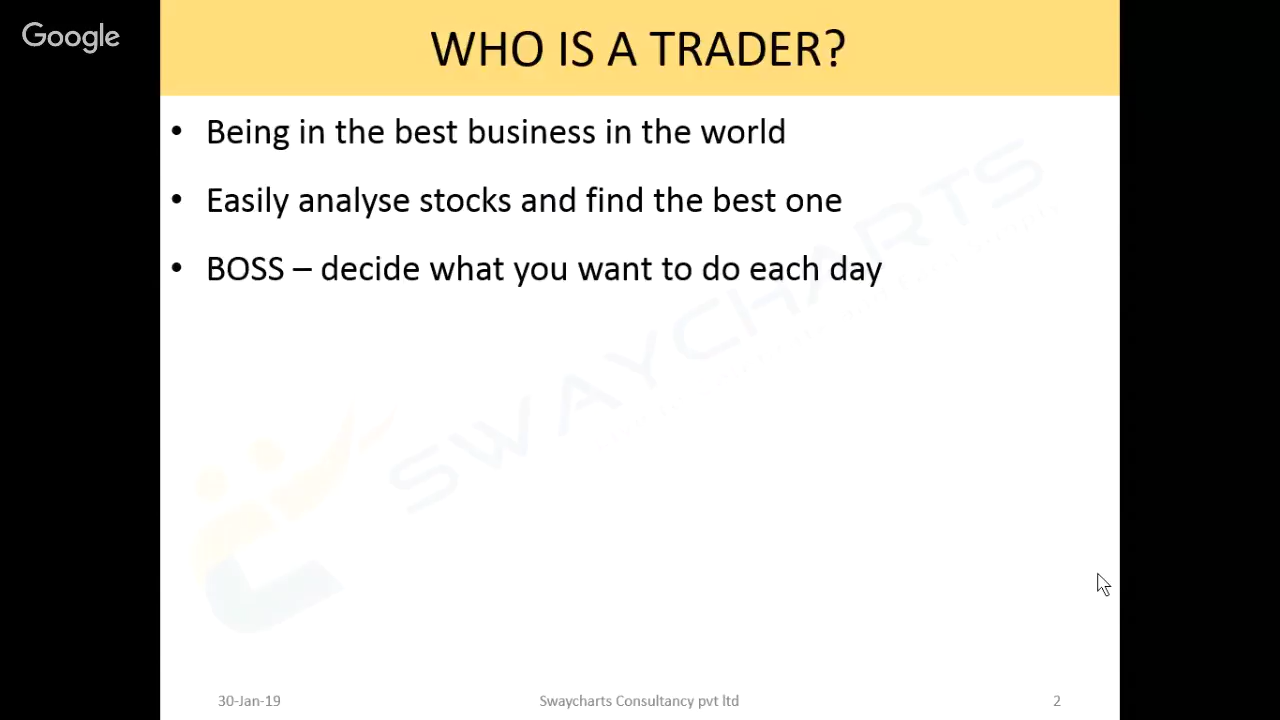 Google
WHO IS A TRADER?
• Being in the best business in the world
• Easily analyse stocks and find the best one
• BOSS – decide what you want to do each day
SWAYCHARTS
30-Jan-19
Swaycharts Consultancy pvt ltd
2